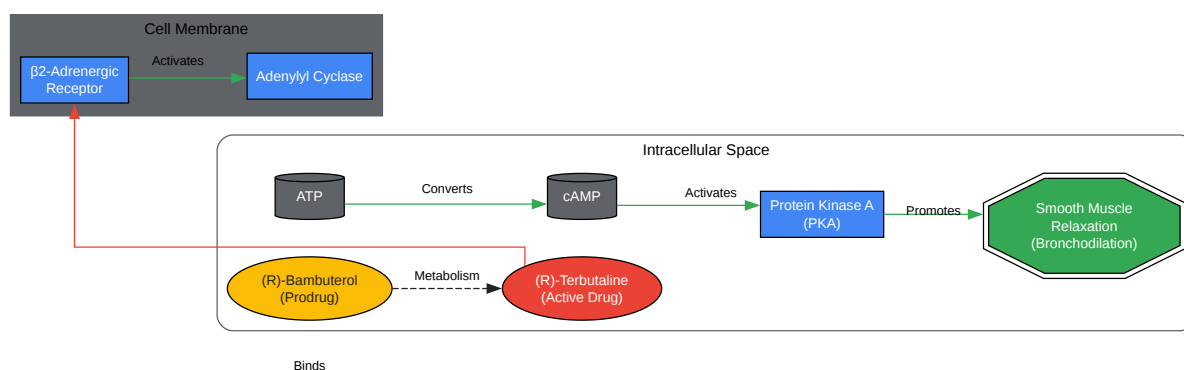 Cell Membrane
Activates
β2-Adrenergic
Receptor
Adenylyl Cyclase
Intracellular Space
ATP
Converts
cAMP
Activates
Protein Kinase A
(PKA)
Promotes
Smooth Muscle
Relaxation
(Bronchodilation)
(R)-Bambuterol
(Prodrug)
Metabolism
(R)-Terbutaline
(Active Drug)
Binds